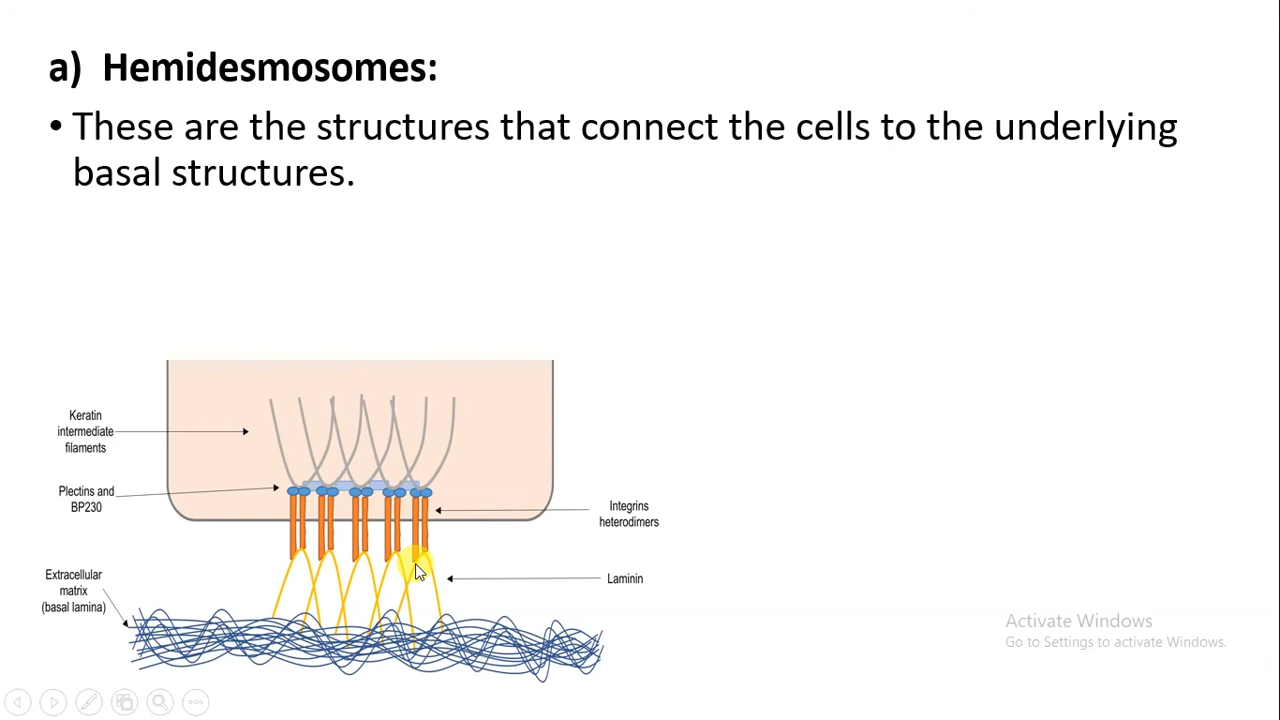 a) Hemidesmosomes:
• These are the structures that connect the cells to the underlying
basal structures.
Keratin
intermediate
filaments
Plectins and
BP230
Integrins
heterodimers
Extracellular
matrix
(basal lamina)
Laminin
Activate Windows
Go to Settings to activate Windows.